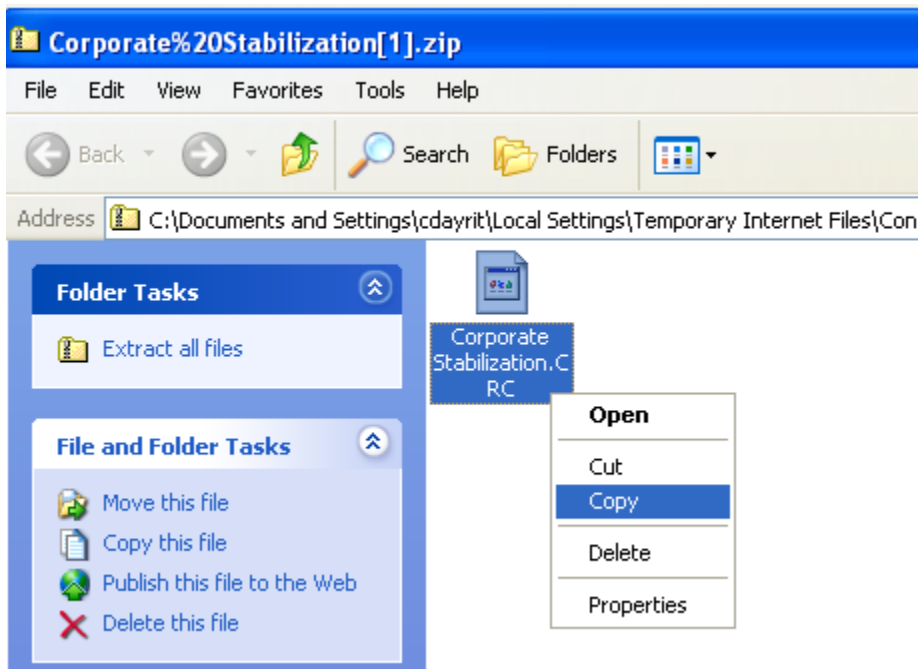 Corporate%20Stabilization[1].zip
File Edit View Favorites Tools Help
Back Search Folders
Address C:\Documents and Settings\cdayrit\Local Settings\Temporary Internet Files\Con
Folder Tasks
Extract all files
File and Folder Tasks
Move this file
Copy this file
Publish this file to the Web
Delete this file
Corporate
Stabilization.C
RC
Open
Cut
Copy
Delete
Properties